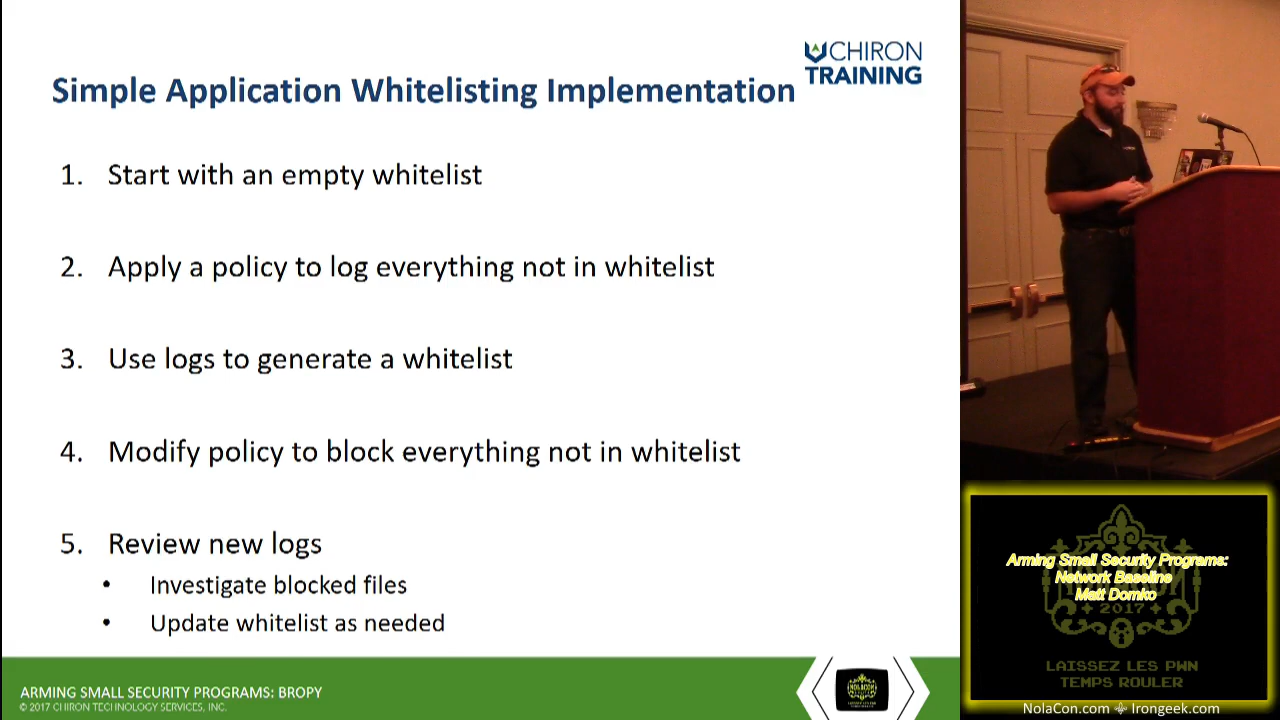 CHIRON
TRAINING
Simple Application Whitelisting Implementation
1. Start with an empty whitelist
2. Apply a policy to log everything not in whitelist
3. Use logs to generate a whitelist
4. Modify policy to block everything not in whitelist
5. Review new logs
• Investigate blocked files
• Update whitelist as needed
ARMING SMALL SECURITY PROGRAMS: BROPY
© 2017 CHIRON TECHNOLOGY SERVICES, INC.
Arming Small Security Programs:
Network Baseline
Matt Domko
2017
LAISSEZ LES PWN
TEMPS ROULER
NolaCon.com ⚜ Irongeek.com